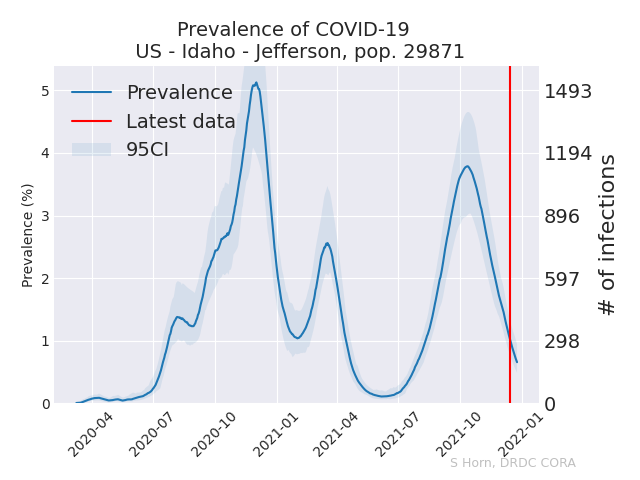 Prevalence of COVID-19
US - Idaho - Jefferson, pop. 29871
Prevalence
Latest data
95CI
Prevalence (%)
5
4
3
2
1
0
1493
1194
896
597
298
0
# of infections
2020-04
2020-07
2020-10
2021-01
2021-04
2021-07
2021-10
2022-01
S Horn, DRDC CORA